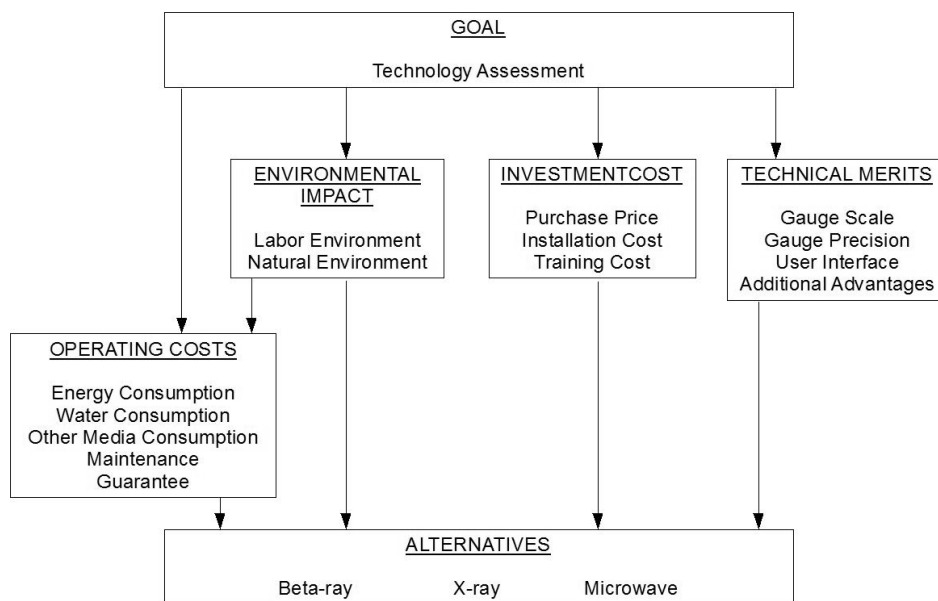 GOAL
Technology Assessment
ENVIRONMENTAL
IMPACT
Labor Environment
Natural Environment
INVESTMENTCOST
Purchase Price
Installation Cost
Training Cost
TECHNICAL MERITS
Gauge Scale
Gauge Precision
User Interface
Additional Advantages
OPERATING COSTS
Energy Consumption
Water Consumption
Other Media Consumption
Maintenance
Guarantee
ALTERNATIVES
Beta-ray X-ray Microwave